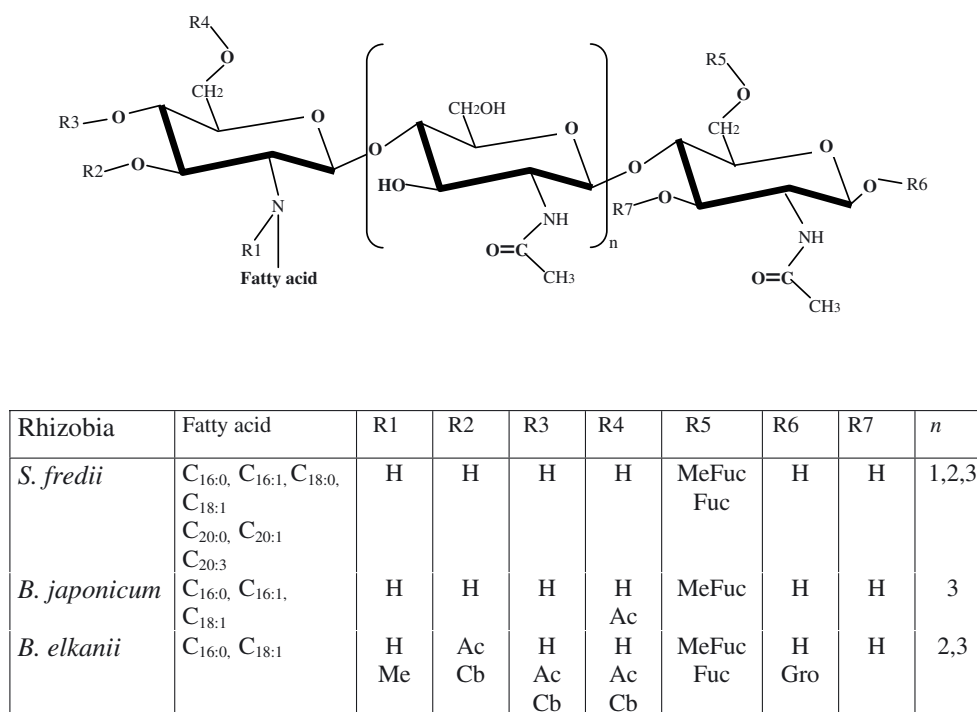 R4
O
R5
CH₂
CH₂OH
O
R3
O
O
CH₂
O
O
R2
O
O
HO
O
O
R6
R7
O
N
NH
NH
R1
n
Fatty acid
O=C
CH₃
O=C
CH₃
Rhizobia Fatty acid R1 R2 R3 R4 R5 R6 R7 n
S. fredii C₁₆:₀, C₁₆:₁, C₁₈:₀, H H H H MeFuc H H 1,2,3
C₁₈:₁ Fuc
C₂₀:₀, C₂₀:₁
C₂₀:₃
B. japonicum C₁₆:₀, C₁₆:₁, H H H H MeFuc H H 3
C₁₈:₁ Ac
B. elkanii C₁₆:₀, C₁₈:₁ H Ac H H MeFuc H H 2,3
Me Cb Ac Ac Fuc Gro
Cb Cb